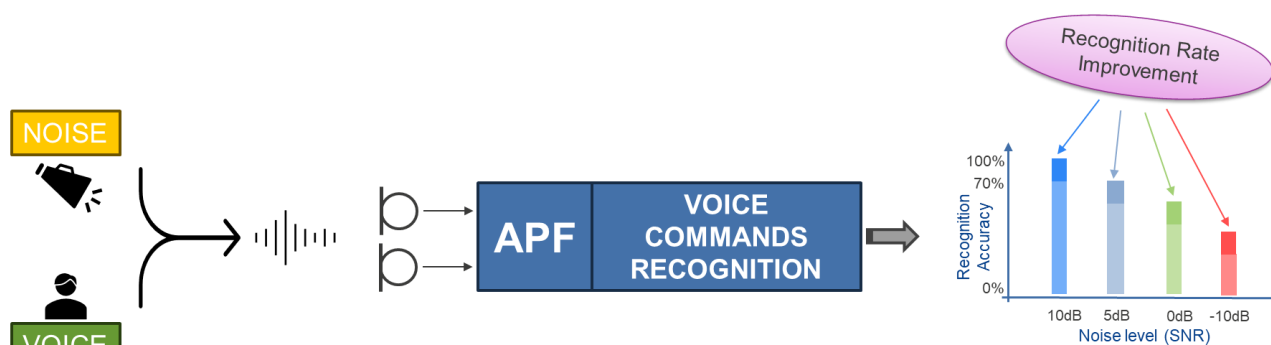 NOISE
VOICE
APF
VOICE
COMMANDS
RECOGNITION
Recognition Rate
Improvement
Recognition
Accuracy
100%
70%
0%
10dB 5dB 0dB -10dB
Noise level (SNR)